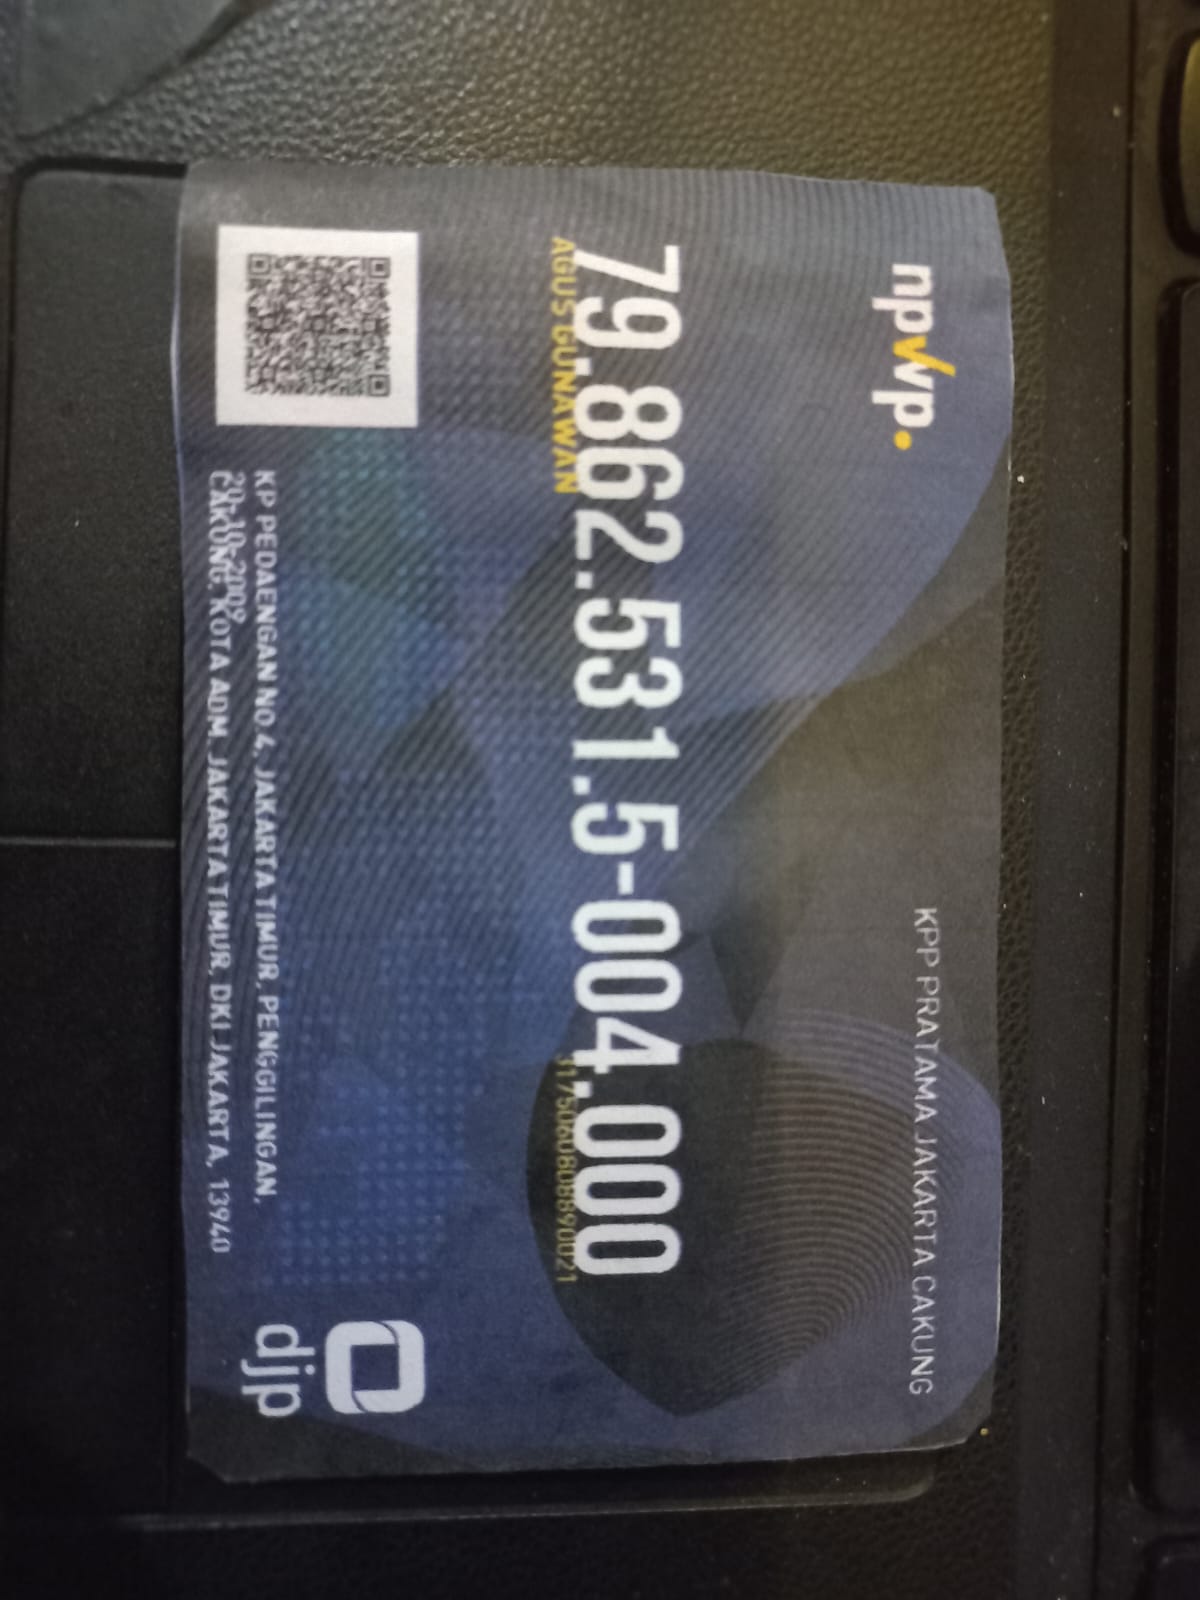 npwp.
KPP PRATAMA JAKARTA CAKUNG
79.862.531.5-004.000
AGUS GUNAWAN
3175060808890021
KP PEDAENGAN NO.4, JAKARTA TIMUR, PENGGILINGAN,
20-10-2009
CAKUNG, KOTA ADM. JAKARTA TIMUR, DKI JAKARTA, 13940
djp